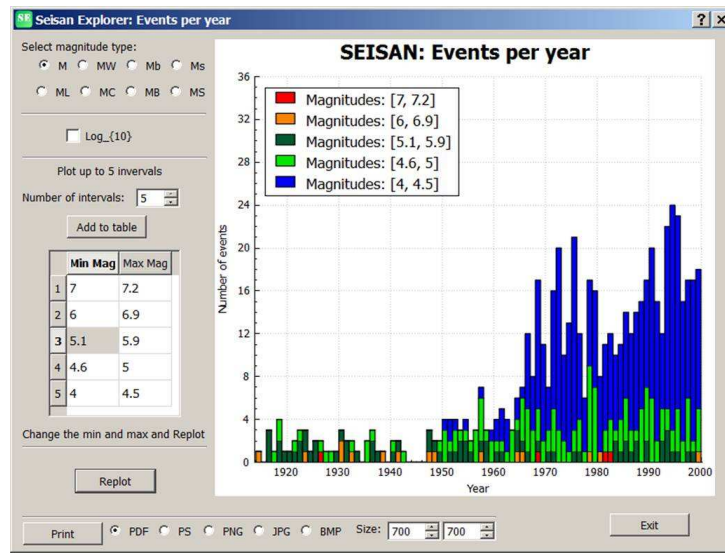 SE Seisan Explorer: Events per year
Select magnitude type:
M MW Mb Ms
ML MC MB MS
Log_{10}
Plot up to 5 invervals
Number of intervals: 5
Add to table
Min Mag Max Mag
1 7 7.2
2 6 6.9
3 5.1 5.9
4 4.6 5
5 4 4.5
Change the min and max and Replot
Replot
SEISAN: Events per year
36
32
28
24
20
16
12
8
4
0
Number of events
Magnitudes: [7, 7.2]
Magnitudes: [6, 6.9]
Magnitudes: [5.1, 5.9]
Magnitudes: [4.6, 5]
Magnitudes: [4, 4.5]
1920 1930 1940 1950 1960 1970 1980 1990 2000
Year
Print PDF PS PNG JPG BMP Size: 700 700 Exit